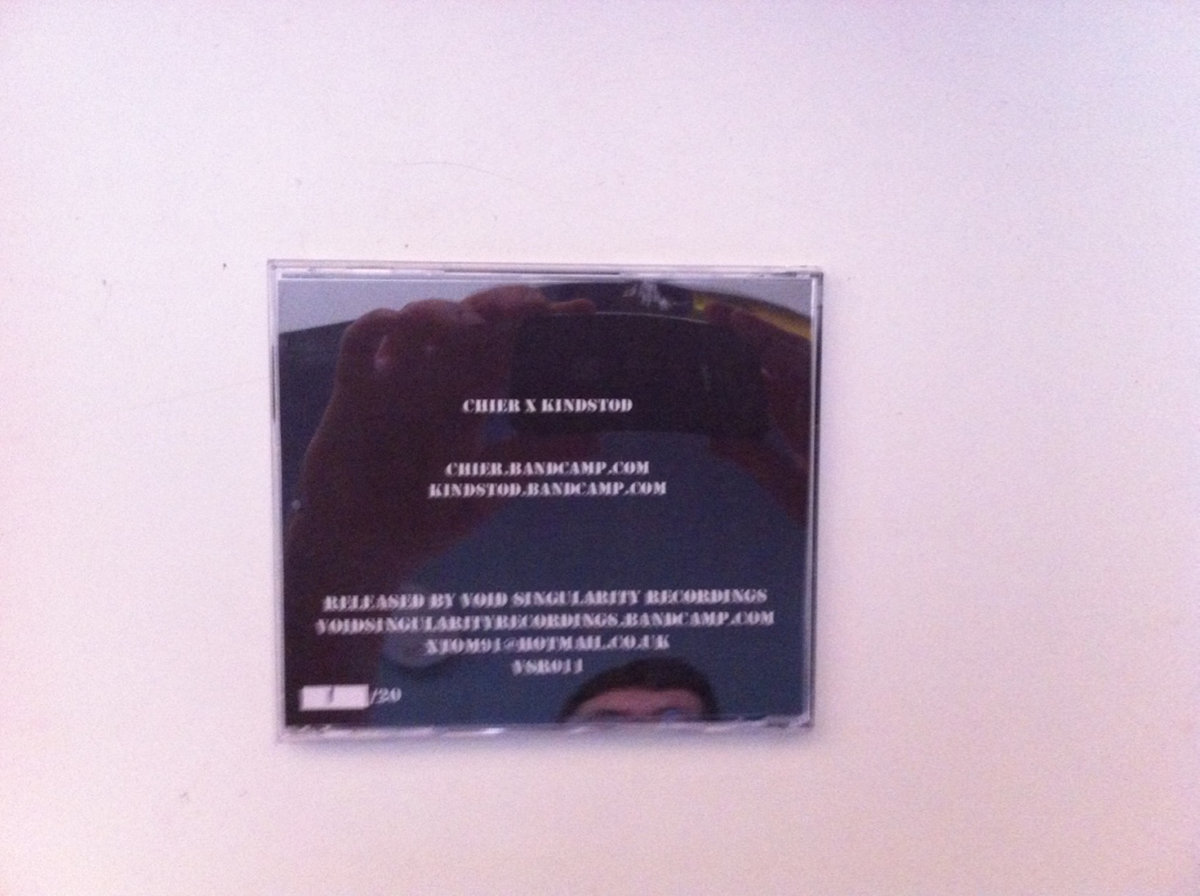 CHIER X KINDSTOD
CHIER.BANDCAMP.COM
KINDSTOD.BANDCAMP.COM
RELEASED BY VOID SINGULARITY RECORDINGS
VOIDSINGULARITYRECORDINGS.BANDCAMP.COM
XTOM91@HOTMAIL.CO.UK
VSR011
/20